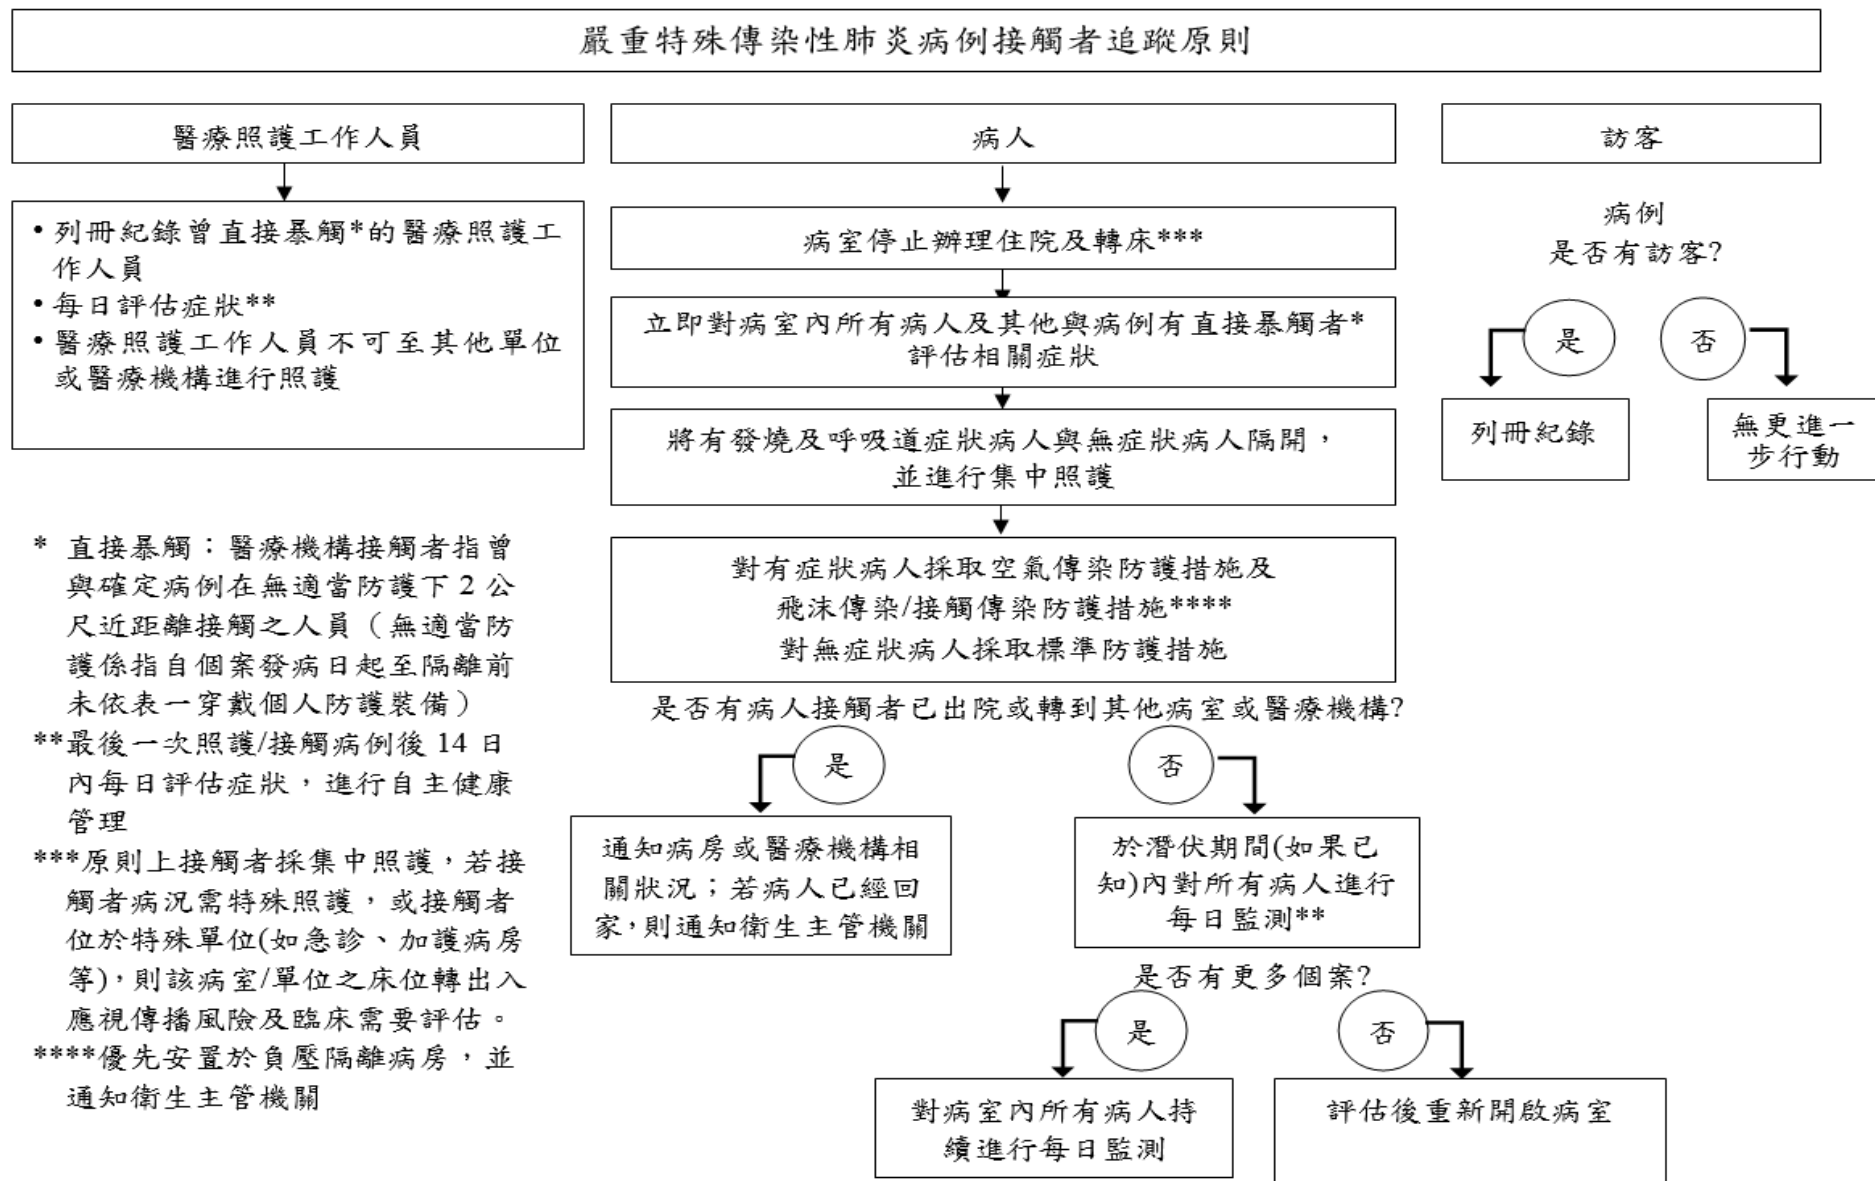 嚴重特殊傳染性肺炎病例接觸者追蹤原則
醫療照護工作人員
• 列冊紀錄曾直接暴觸*的醫療照護工
作人員
• 每日評估症狀**
• 醫療照護工作人員不可至其他單位
或醫療機構進行照護
* 直接暴觸：醫療機構接觸者指曾
與確定病例在無適當防護下 2 公
尺近距離接觸之人員（無適當防
護係指自個案發病日起至隔離前
未依表一穿戴個人防護裝備）
**最後一次照護/接觸病例後 14 日
內每日評估症狀，進行自主健康
管理
***原則上接觸者採集中照護，若接
觸者病況需特殊照護，或接觸者
位於特殊單位(如急診、加護病房
等)，則該病室/單位之床位轉出入
應視傳播風險及臨床需要評估。
****優先安置於負壓隔離病房，並
通知衛生主管機關
病人
病室停止辦理住院及轉床***
立即對病室內所有病人及其他與病例有直接暴觸者*
評估相關症狀
將有發燒及呼吸道症狀病人與無症狀病人隔開，
並進行集中照護
對有症狀病人採取空氣傳染防護措施及
飛沫傳染/接觸傳染防護措施****
對無症狀病人採取標準防護措施
是否有病人接觸者已出院或轉到其他病室或醫療機構?
是
否
通知病房或醫療機構相
關狀況；若病人已經回
家，則通知衛生主管機關
於潛伏期間(如果已
知)內對所有病人進行
每日監測**
是否有更多個案?
是
否
對病室內所有病人持
續進行每日監測
評估後重新開啟病室
訪客
病例
是否有訪客?
是
否
列冊紀錄
無更進一
步行動